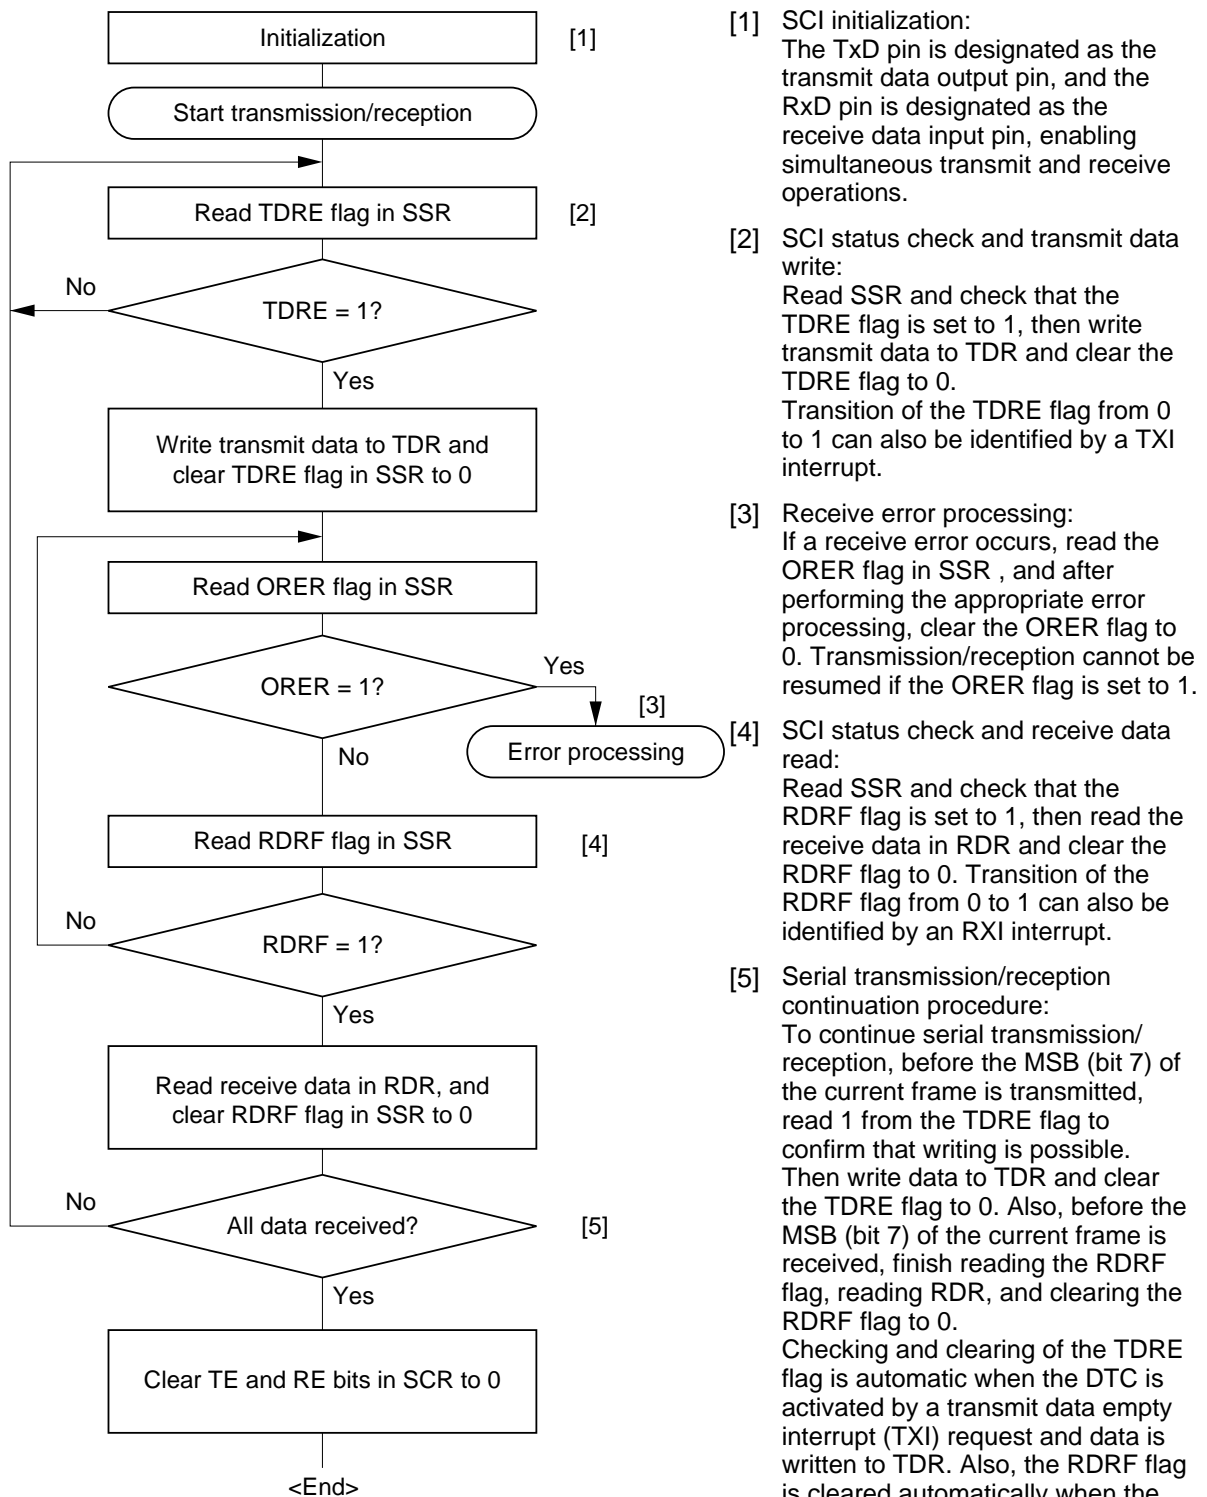 Initialization
[1]
Start transmission/reception
Read TDRE flag in SSR
[2]
No
TDRE = 1?
Yes
Write transmit data to TDR and
clear TDRE flag in SSR to 0
Read ORER flag in SSR
Yes
ORER = 1?
[3]
Error processing
No
Read RDRF flag in SSR
[4]
No
RDRF = 1?
Yes
Read receive data in RDR, and
clear RDRF flag in SSR to 0
No
All data received?
[5]
Yes
Clear TE and RE bits in SCR to 0
<End>
[1] SCI initialization:
The TxD pin is designated as the
transmit data output pin, and the
RxD pin is designated as the
receive data input pin, enabling
simultaneous transmit and receive
operations.
[2] SCI status check and transmit data
write:
Read SSR and check that the
TDRE flag is set to 1, then write
transmit data to TDR and clear the
TDRE flag to 0.
Transition of the TDRE flag from 0
to 1 can also be identified by a TXI
interrupt.
[3] Receive error processing:
If a receive error occurs, read the
ORER flag in SSR , and after
performing the appropriate error
processing, clear the ORER flag to
0. Transmission/reception cannot be
resumed if the ORER flag is set to 1.
[4] SCI status check and receive data
read:
Read SSR and check that the
RDRF flag is set to 1, then read the
receive data in RDR and clear the
RDRF flag to 0. Transition of the
RDRF flag from 0 to 1 can also be
identified by an RXI interrupt.
[5] Serial transmission/reception
continuation procedure:
To continue serial transmission/
reception, before the MSB (bit 7) of
the current frame is transmitted,
read 1 from the TDRE flag to
confirm that writing is possible.
Then write data to TDR and clear
the TDRE flag to 0. Also, before the
MSB (bit 7) of the current frame is
received, finish reading the RDRF
flag, reading RDR, and clearing the
RDRF flag to 0.
Checking and clearing of the TDRE
flag is automatic when the DTC is
activated by a transmit data empty
interrupt (TXI) request and data is
written to TDR. Also, the RDRF flag
is cleared automatically when the